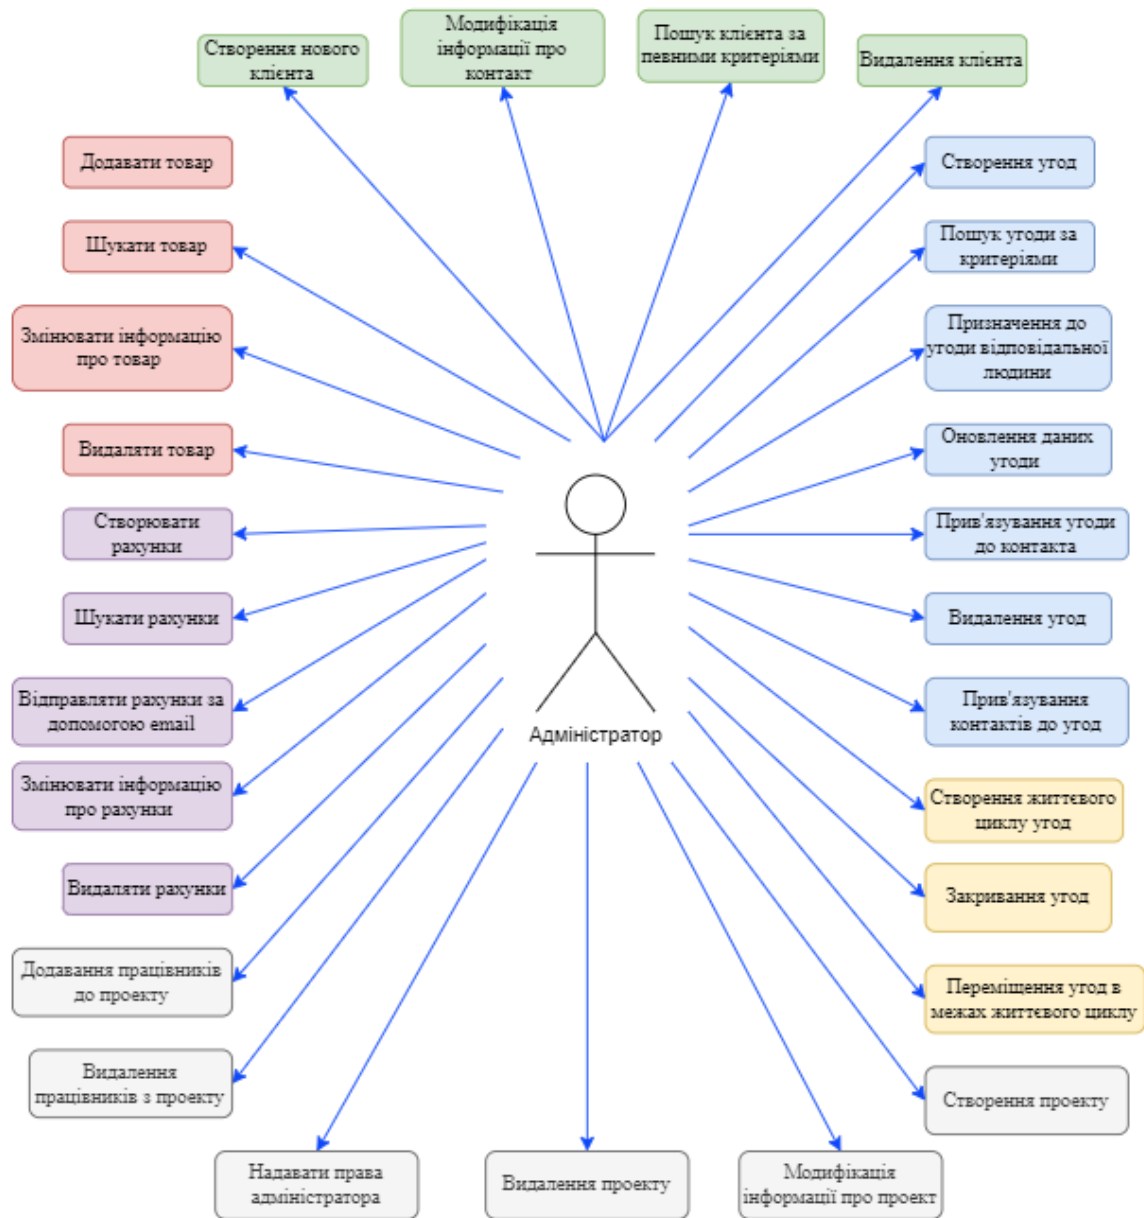 Створення нового
клієнта
Модифікація
інформації про
контакт
Пошук клієнта за
певними критеріями
Видалення клієнта
Додавати товар
Шукати товар
Змінювати інформацію
про товар
Видаляти товар
Створювати
рахунки
Шукати рахунки
Відправляти рахунки за
допомогою email
Змінювати інформацію
про рахунки
Видаляти рахунки
Додавання працівників
до проекту
Видалення
працівників з проекту
Адміністратор
Створення угод
Пошук угоди за
критеріями
Призначення до
угоди відповідальної
людини
Оновлення даних
угоди
Прив'язування угоди
до контакта
Видалення угод
Прив'язування
контактів до угод
Створення життєвого
циклу угод
Закривання угод
Переміщення угод в
межах життєвого циклу
Створення проекту
Надавати права
адміністратора
Видалення проекту
Модифікація
інформації про проект